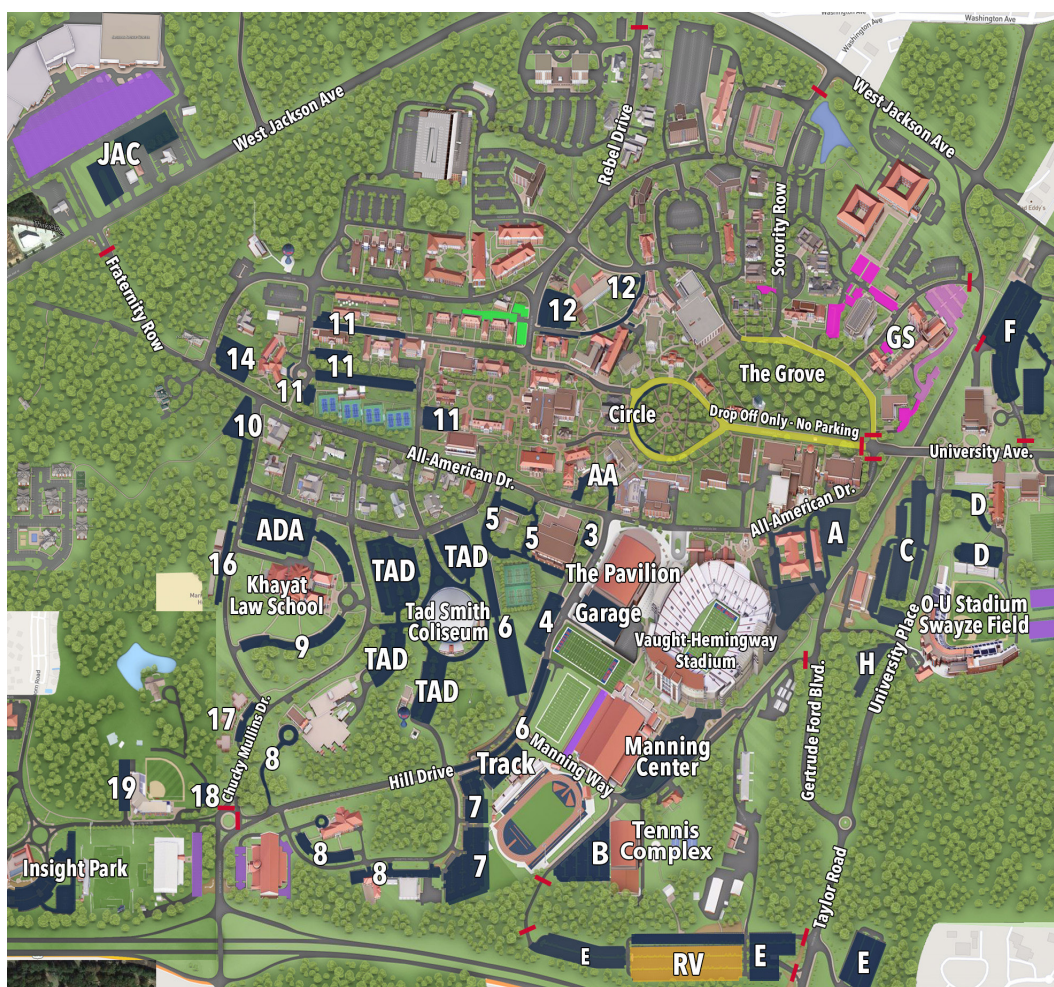 Washington Ave
Washington Ave
West Jackson Ave
West Jackson Ave
JAC
Rebel Drive
Sorority Row
Fraternity Row
12
12
11
11
11
11
14
10
GS
F
The Grove
Circle
Drop Off Only - No Parking
University Ave.
All-American Dr.
All-American Dr.
AA
ADA
5
5
3
A
C
D
D
16
TAD
TAD
The Pavilion
Khayat
Law School
Tad Smith
Coliseum
Garage
4
6
O-U Stadium
Swayze Field
Vaught-Hemingway
Stadium
9
TAD
TAD
H
University Place
Gertrude Ford Blvd.
17
Chucky Mullins Dr.
8
6
Manning Way
Manning
Center
Track
Hill Drive
19
18
7
7
8
8
B
Tennis
Complex
Insight Park
Taylor Road
E
RV
E
E